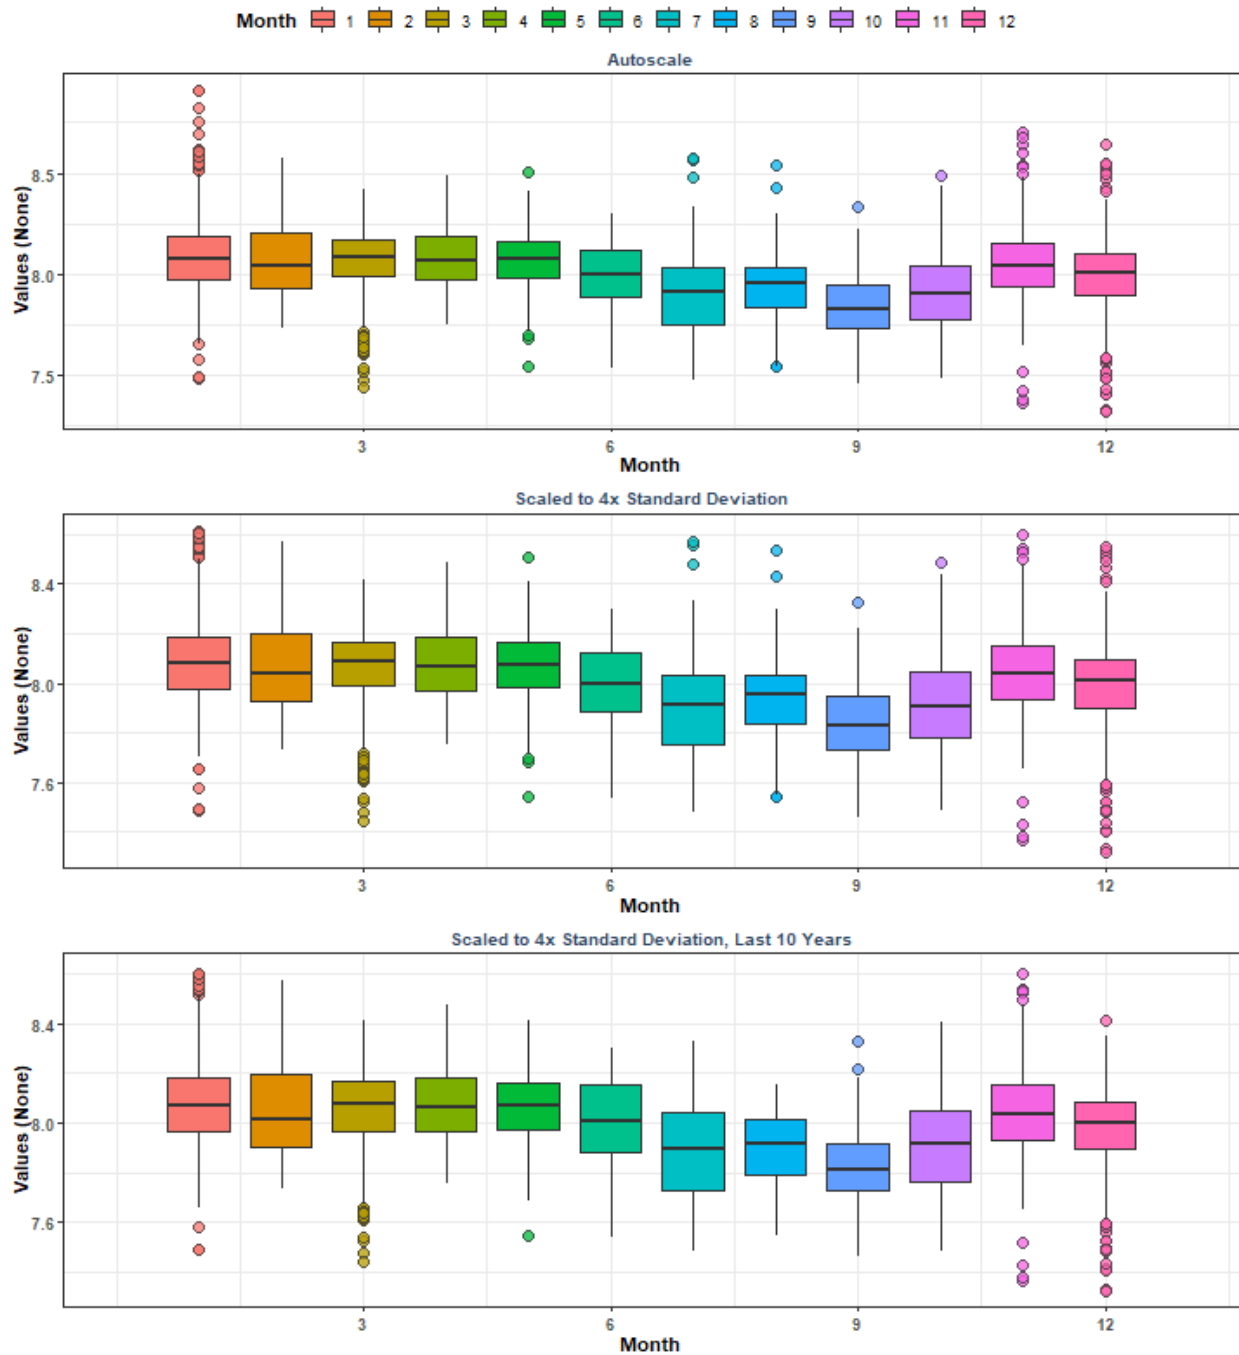 Month 1 2 3 4 5 6 7 8 9 10 11 12
Autoscale
Values (None)
8.5
8.0
7.5
3 6 9 12
Month
Scaled to 4x Standard Deviation
Values (None)
8.4
8.0
7.6
3 6 9 12
Month
Scaled to 4x Standard Deviation, Last 10 Years
Values (None)
8.4
8.0
7.6
3 6 9 12
Month